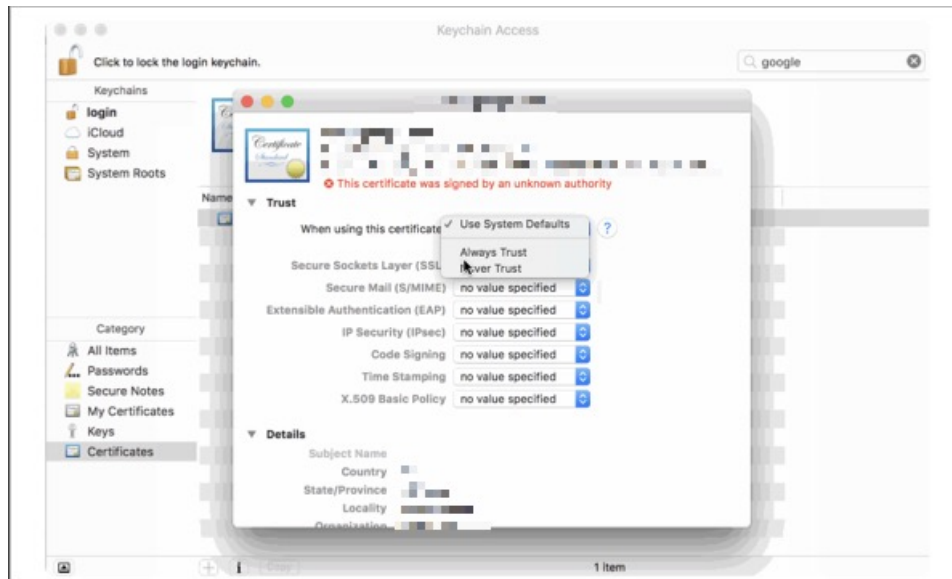 Keychain Access
Click to lock the login keychain.
google
Keychains
login
iCloud
System
System Roots
Certificate
Standard
This certificate was signed by an unknown authority
Name
Trust
When using this certificate
✓ Use System Defaults
?
Always Trust
Never Trust
Secure Sockets Layer (SSL
Secure Mail (S/MIME) no value specified
Extensible Authentication (EAP) no value specified
IP Security (IPsec) no value specified
Code Signing no value specified
Time Stamping no value specified
X.509 Basic Policy no value specified
Category
All Items
Passwords
Secure Notes
My Certificates
Keys
Certificates
Details
Subject Name
Country
State/Province
Locality
Organization
+ i Copy
1 item